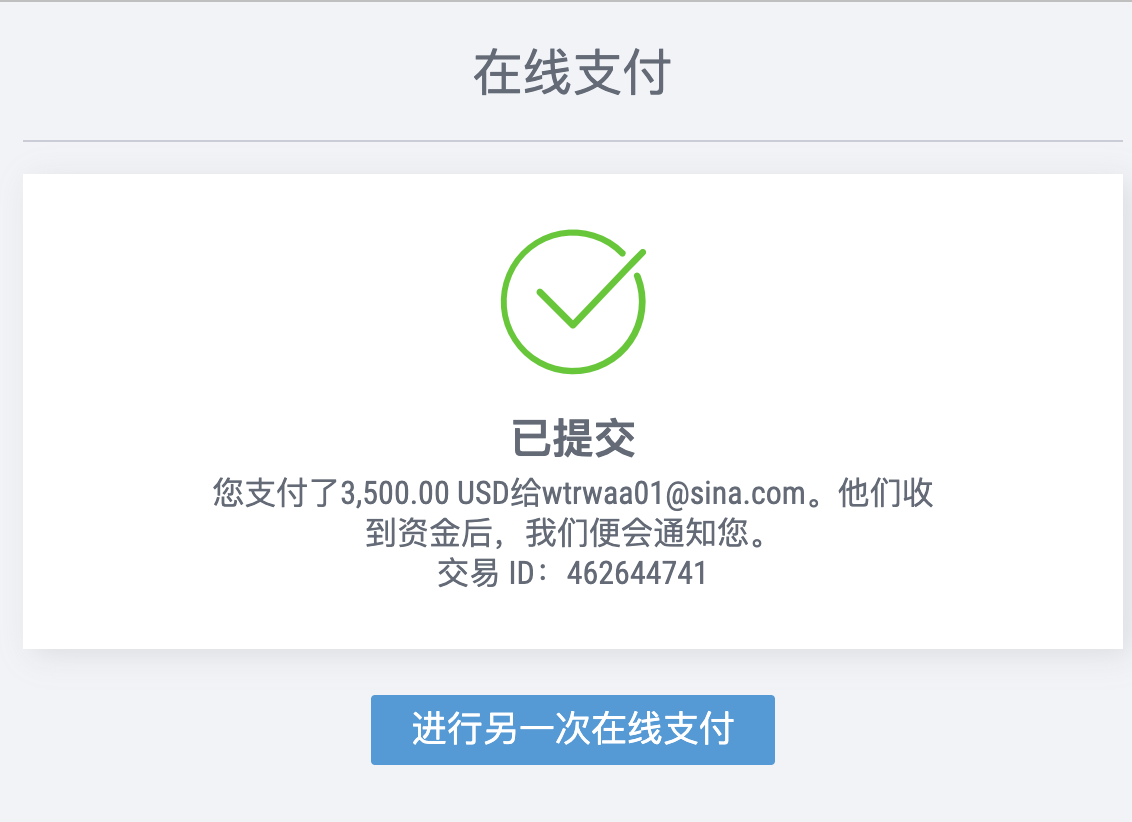 在线支付
已提交
您支付了3,500.00 USD给wtrwaa01@sina.com。他们收
到资金后，我们便会通知您。
交易 ID：462644741
进行另一次在线支付